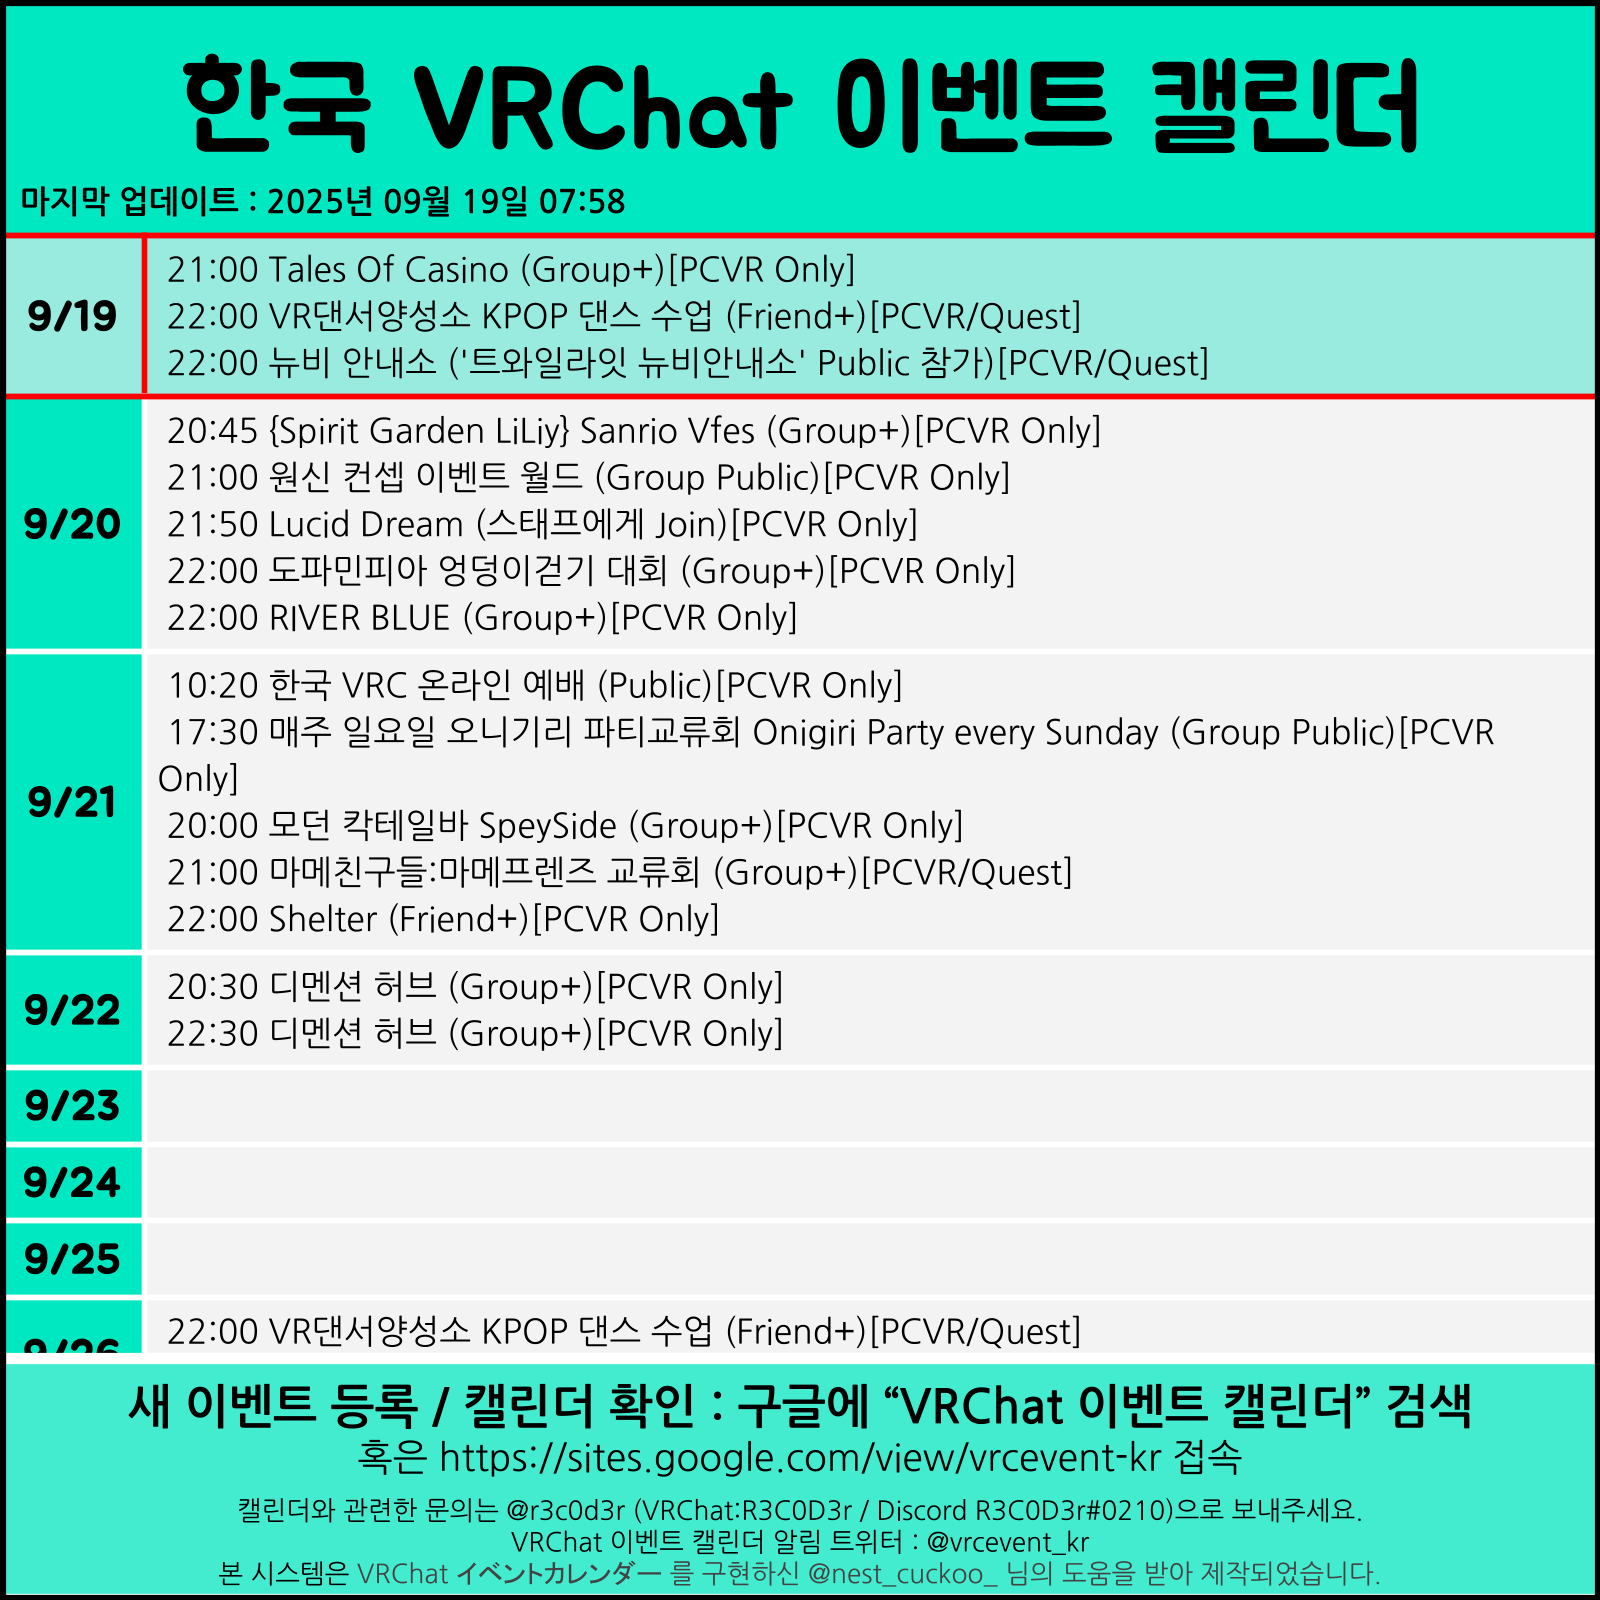 한국 VRChat 이벤트 캘린더
마지막 업데이트 : 2025년 09월 19일 07:58
9/19
21:00 Tales Of Casino (Group+)[PCVR Only]
22:00 VR댄서양성소 KPOP 댄스 수업 (Friend+)[PCVR/Quest]
22:00 뉴비 안내소 ('트와일라잇 뉴비안내소' Public 참가)[PCVR/Quest]
9/20
20:45 {Spirit Garden LiLiy} Sanrio Vfes (Group+)[PCVR Only]
21:00 원신 컨셉 이벤트 월드 (Group Public)[PCVR Only]
21:50 Lucid Dream (스태프에게 Join)[PCVR Only]
22:00 도파민피아 엉덩이걷기 대회 (Group+)[PCVR Only]
22:00 RIVER BLUE (Group+)[PCVR Only]
9/21
10:20 한국 VRC 온라인 예배 (Public)[PCVR Only]
17:30 매주 일요일 오니기리 파티교류회 Onigiri Party every Sunday (Group Public)[PCVR
Only]
20:00 모던 칵테일바 SpeySide (Group+)[PCVR Only]
21:00 마메친구들:마메프렌즈 교류회 (Group+)[PCVR/Quest]
22:00 Shelter (Friend+)[PCVR Only]
9/22
20:30 디멘션 허브 (Group+)[PCVR Only]
22:30 디멘션 허브 (Group+)[PCVR Only]
9/23
9/24
9/25
9/26
22:00 VR댄서양성소 KPOP 댄스 수업 (Friend+)[PCVR/Quest]
새 이벤트 등록 / 캘린더 확인 : 구글에 “VRChat 이벤트 캘린더” 검색
혹은 https://sites.google.com/view/vrcevent-kr 접속
캘린더와 관련한 문의는 @r3c0d3r (VRChat:R3C0D3r / Discord R3C0D3r#0210)으로 보내주세요.
VRChat 이벤트 캘린더 알림 트위터 : @vrcevent_kr
본 시스템은 VRChat イベントカレンダー 를 구현하신 @nest_cuckoo_ 님의 도움을 받아 제작되었습니다.